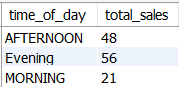 time_of_day total_sales
AFTERNOON 48
Evening 56
MORNING 21